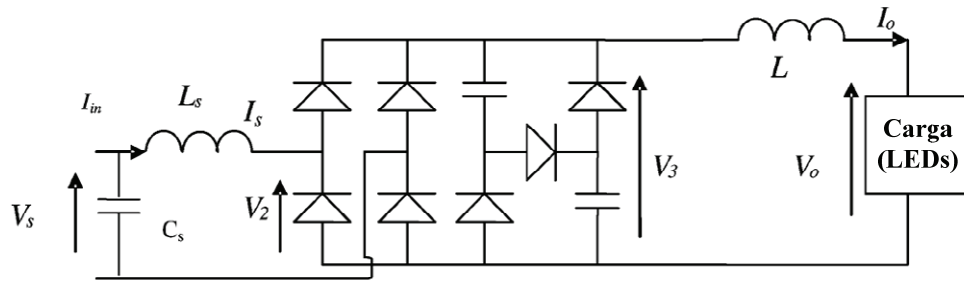 I_o
L
I_in
L_s
I_s
Carga
(LEDs)
V_3
V_o
V_2
V_s
C_s